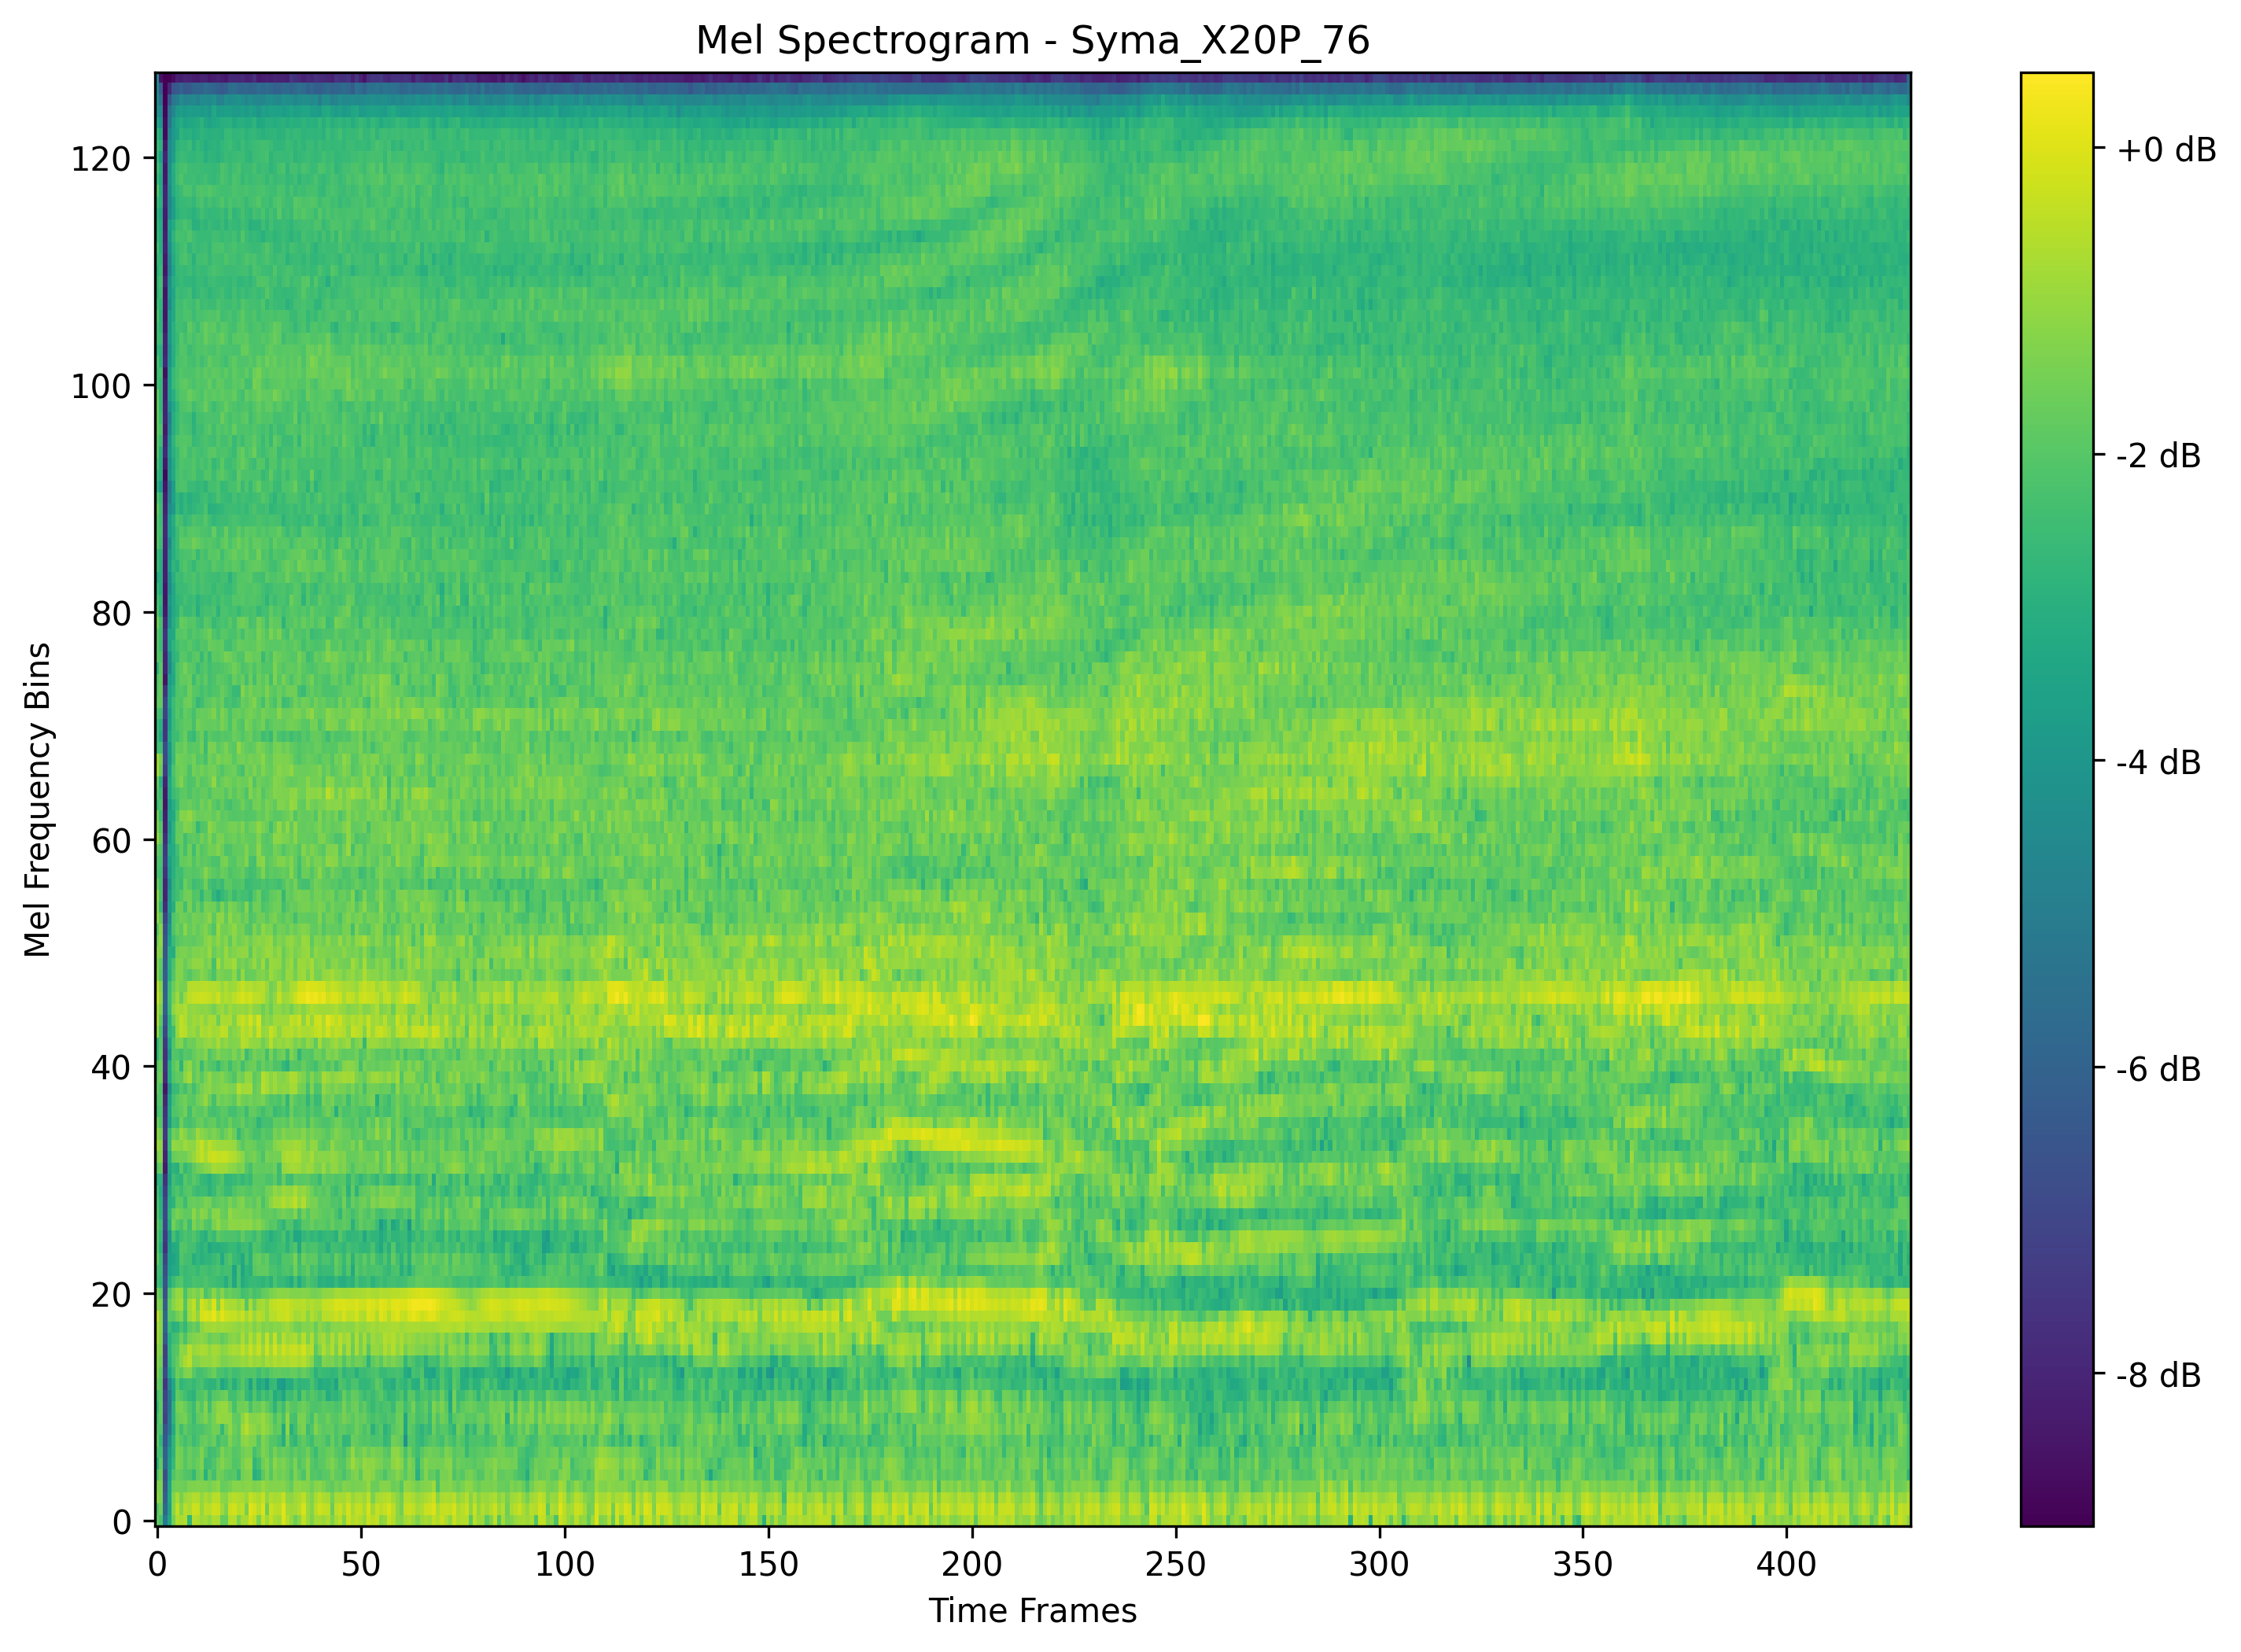 Mel Spectrogram - Syma_X20P_76
Mel Frequency Bins
120
100
80
60
40
20
0
0 50 100 150 200 250 300 350 400
Time Frames
+0 dB
-2 dB
-4 dB
-6 dB
-8 dB